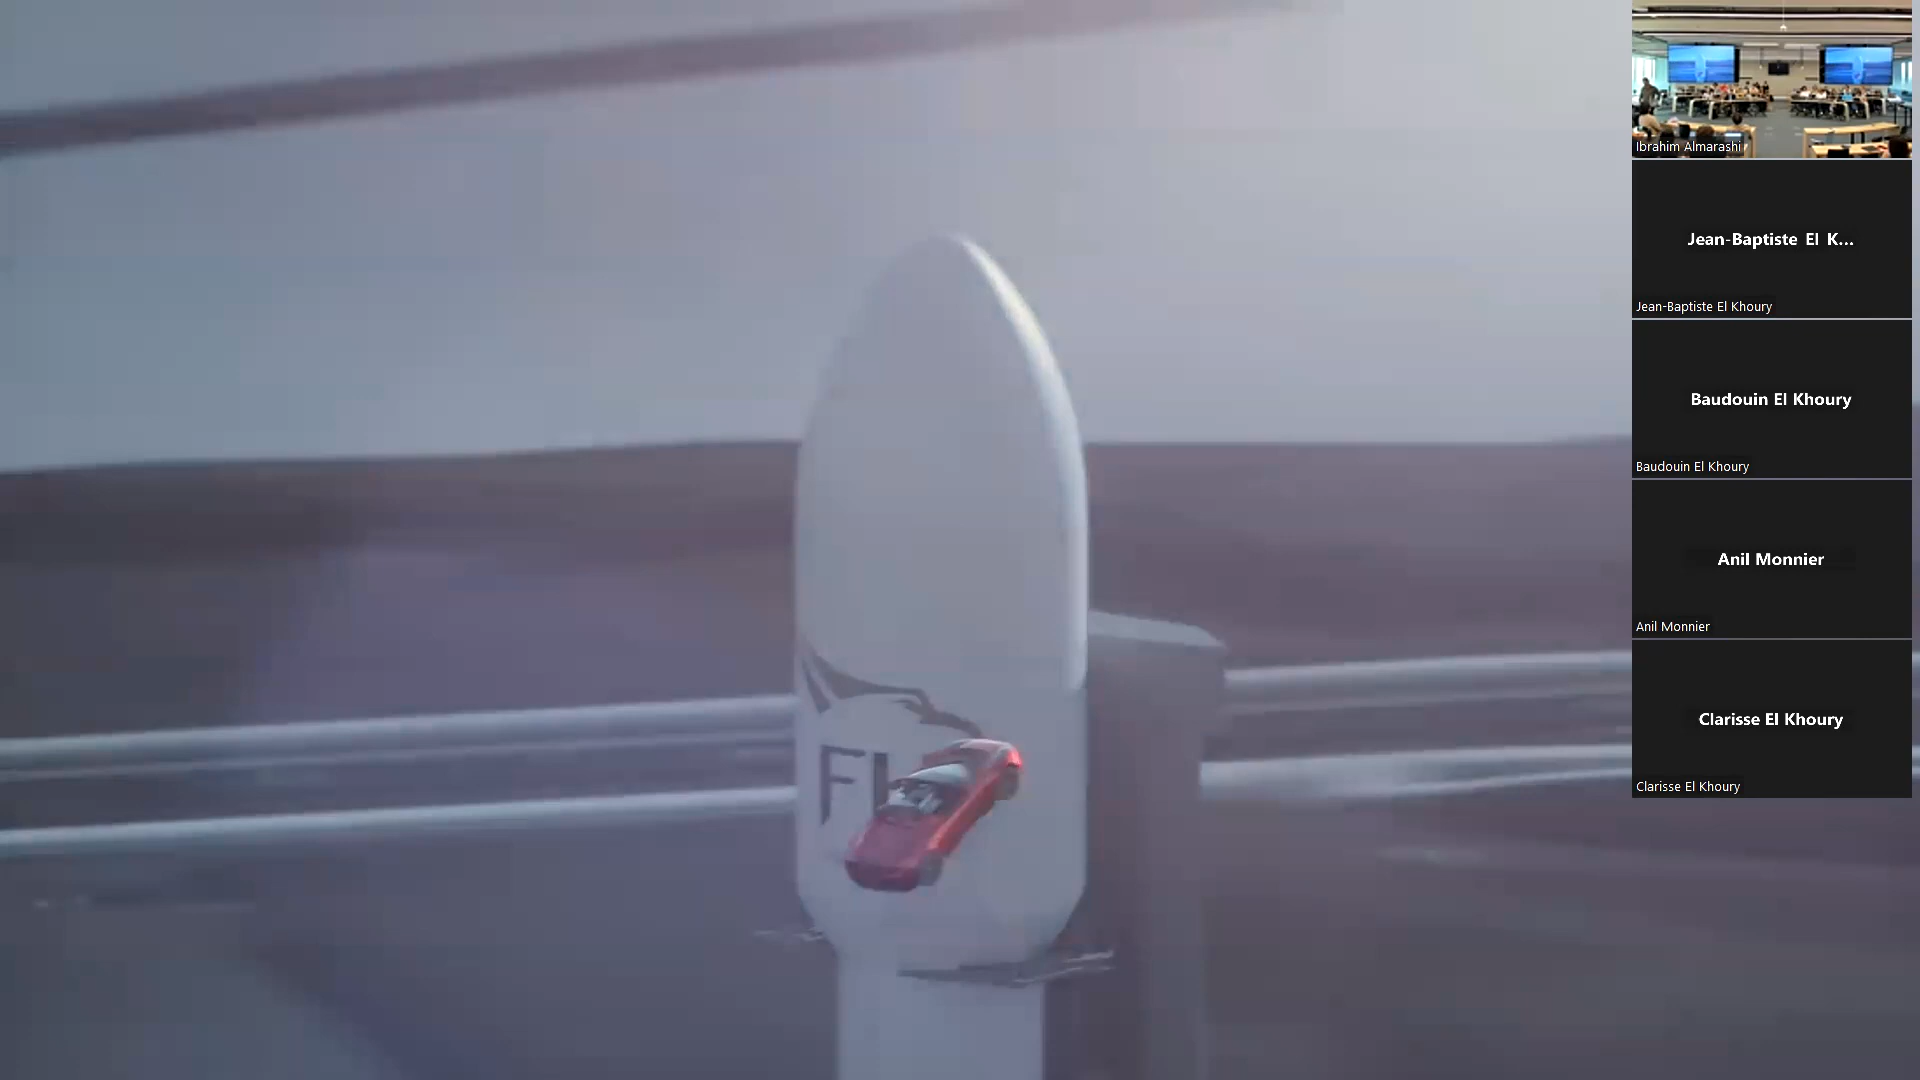 FL
Ibrahim Almarashi
Jean-Baptiste El K...
Jean-Baptiste El Khoury
Baudouin El Khoury
Baudouin El Khoury
Anil Monnier
Anil Monnier
Clarisse El Khoury
Clarisse El Khoury